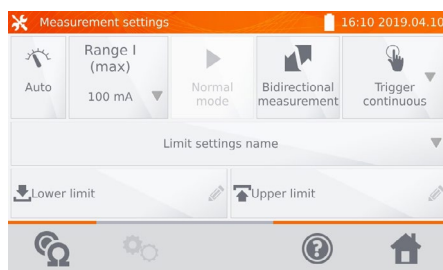 Measurement settings
16:10 2019.04.10
Auto
Range I
(max)
100 mA
Normal
mode
Bidirectional
measurement
Trigger
continuous
Limit settings name
Lower limit
Upper limit